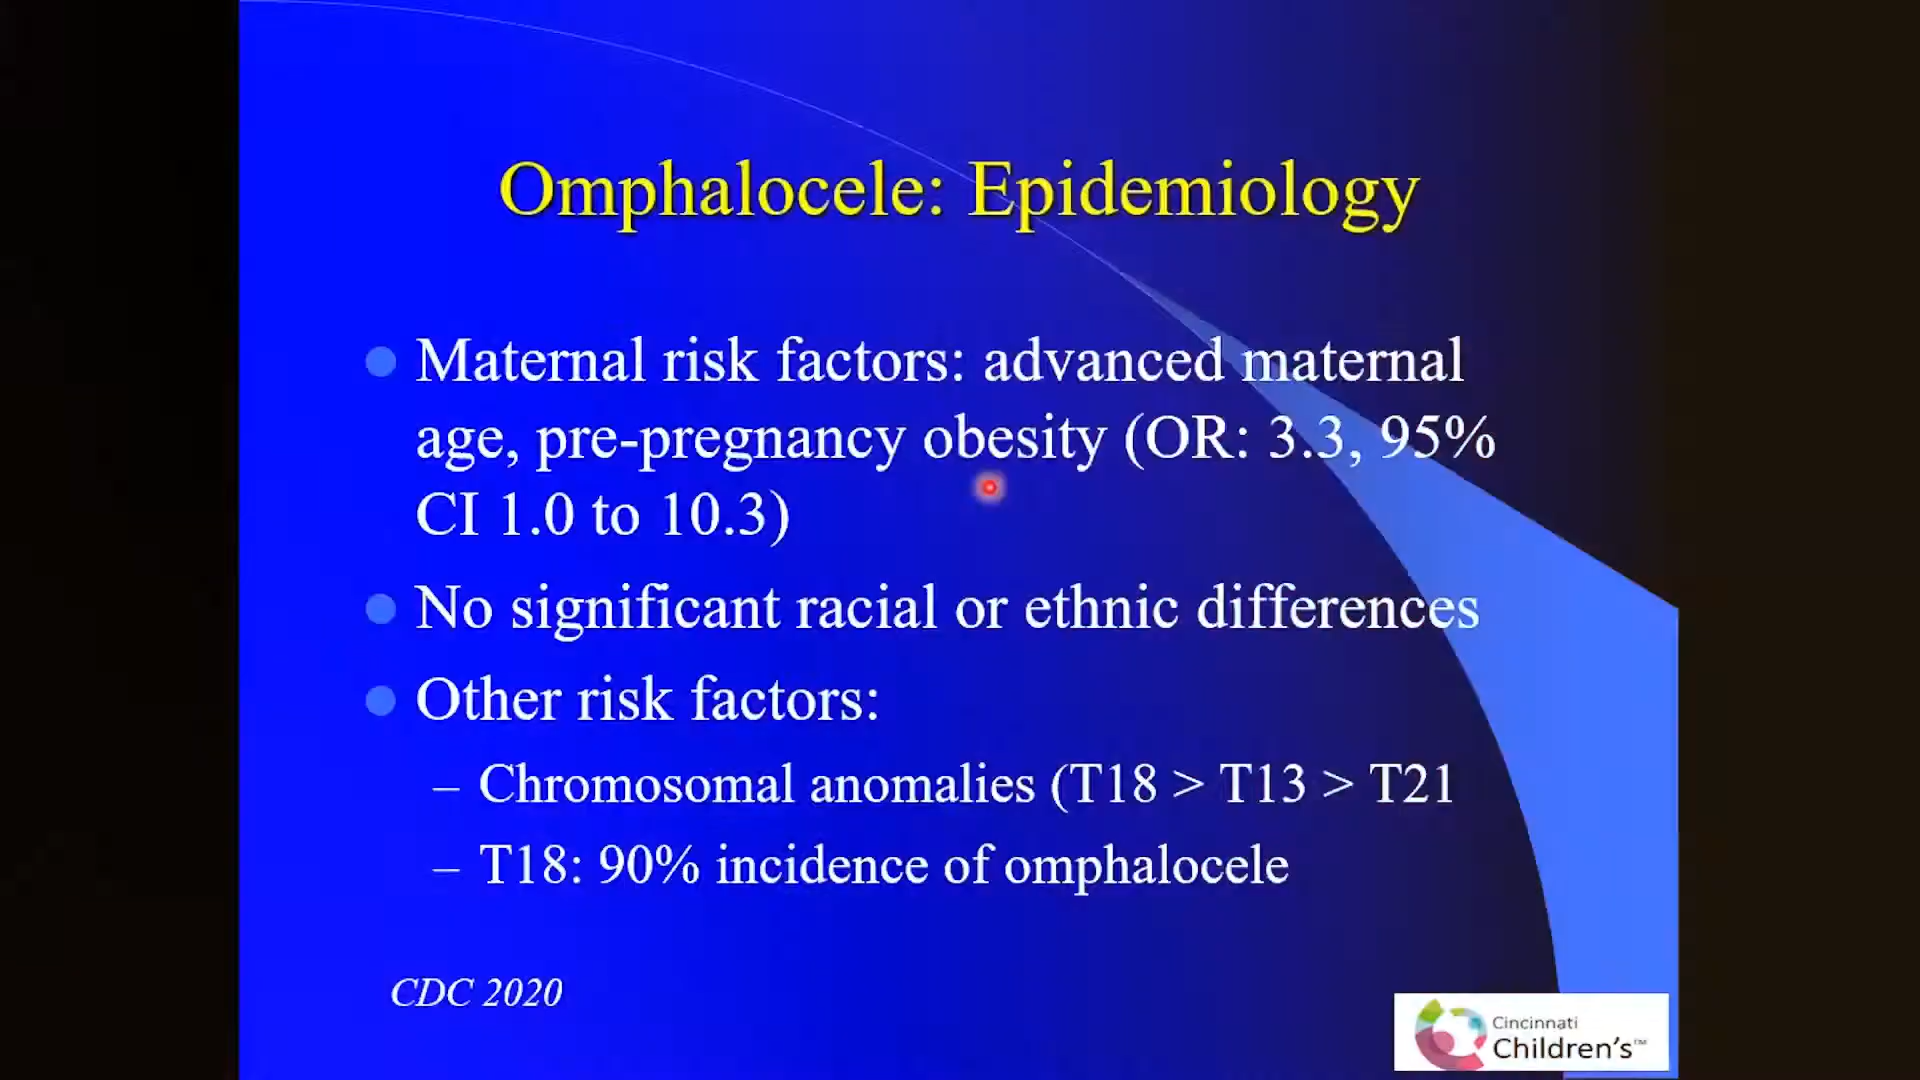 Omphalocele: Epidemiology
Maternal risk factors: advanced maternal
age, pre-pregnancy obesity (OR: 3.3, 95%
CI 1.0 to 10.3)
No significant racial or ethnic differences
Other risk factors:
– Chromosomal anomalies (T18 > T13 > T21
– T18: 90% incidence of omphalocele
CDC 2020
Cincinnati
Children's™